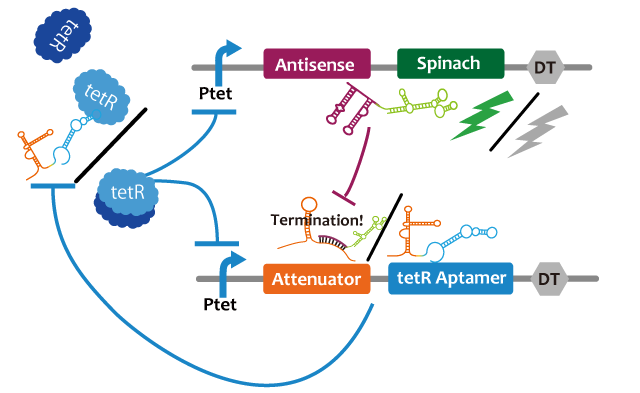 tetR
tetR
tetR
Ptet
Antisense
Spinach
DT
Termination!
Ptet
Attenuator
tetR Aptamer
DT